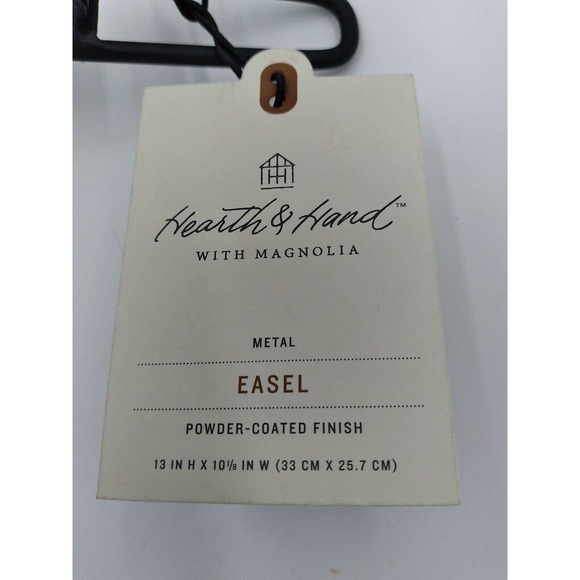 Hearth & Hand™
WITH MAGNOLIA
METAL
EASEL
POWDER-COATED FINISH
13 IN H X 10⅛ IN W (33 CM X 25.7 CM)